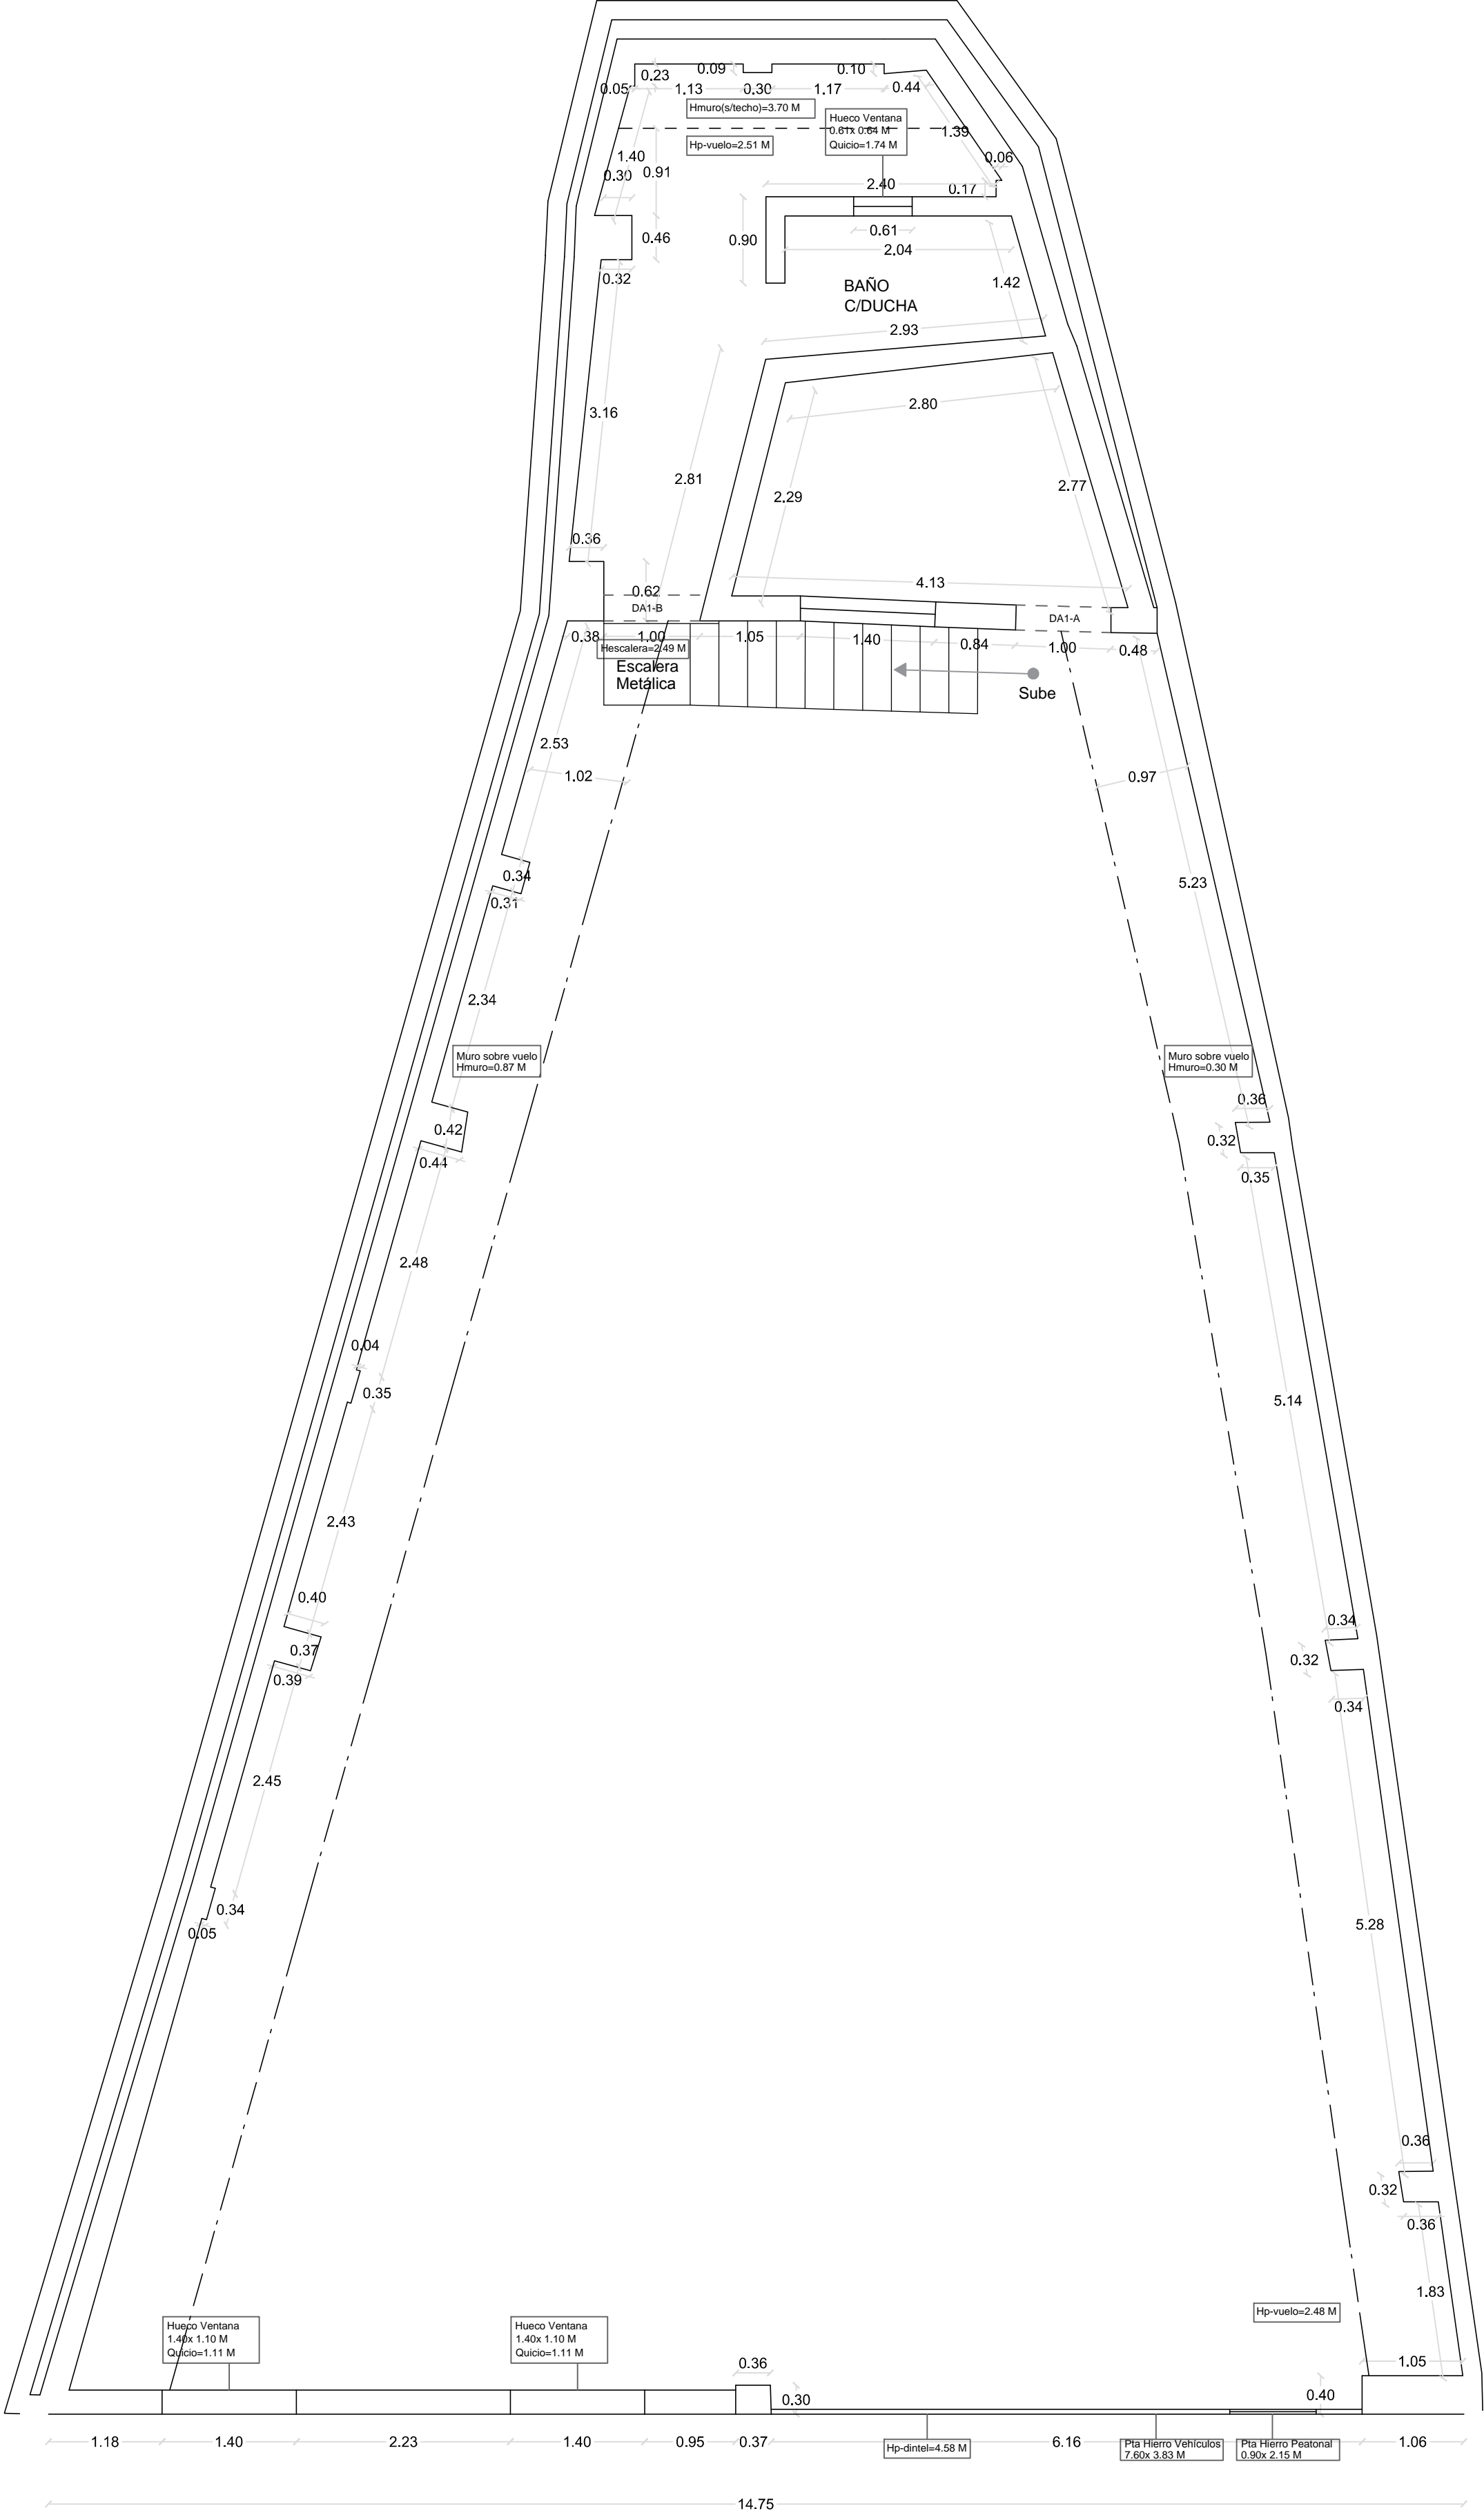 0.23
0.09
0.10
0.05
1.13
0.30
1.17
0.44
Hmuro(s/techo)=3.70 M
Hueco Ventana
0.61x 0.64 M
Quicio=1.74 M
1.39
Hp-vuelo=2.51 M
1.40
0.91
0.06
0.30
2.40
0.17
0.46
0.90
0.61
2.04
0.32
1.42
BAÑO
C/DUCHA
2.93
3.16
2.80
2.81
2.29
2.77
0.36
0.62
4.13
DA1-B
DA1-A
0.38
1.00
1.05
1.40
0.84
1.00
0.48
Hescalera=2.49 M
Escalera
Metálica
Sube
2.53
1.02
0.97
0.34
0.31
5.23
2.34
Muro sobre vuelo
Hmuro=0.87 M
Muro sobre vuelo
Hmuro=0.30 M
0.36
0.42
0.32
0.44
0.35
2.48
0.04
0.35
5.14
2.43
0.40
0.34
0.37
0.32
0.39
0.34
2.45
0.34
0.05
5.28
0.36
0.32
0.36
1.83
Hp-vuelo=2.48 M
Hueco Ventana
1.40x 1.10 M
Quicio=1.11 M
Hueco Ventana
1.40x 1.10 M
Quicio=1.11 M
0.36
1.05
0.30
0.40
1.18
1.40
2.23
1.40
0.95
0.37
Hp-dintel=4.58 M
6.16
Pta Hierro Vehículos
7.60x 3.83 M
Pta Hierro Peatonal
0.90x 2.15 M
1.06
14.75